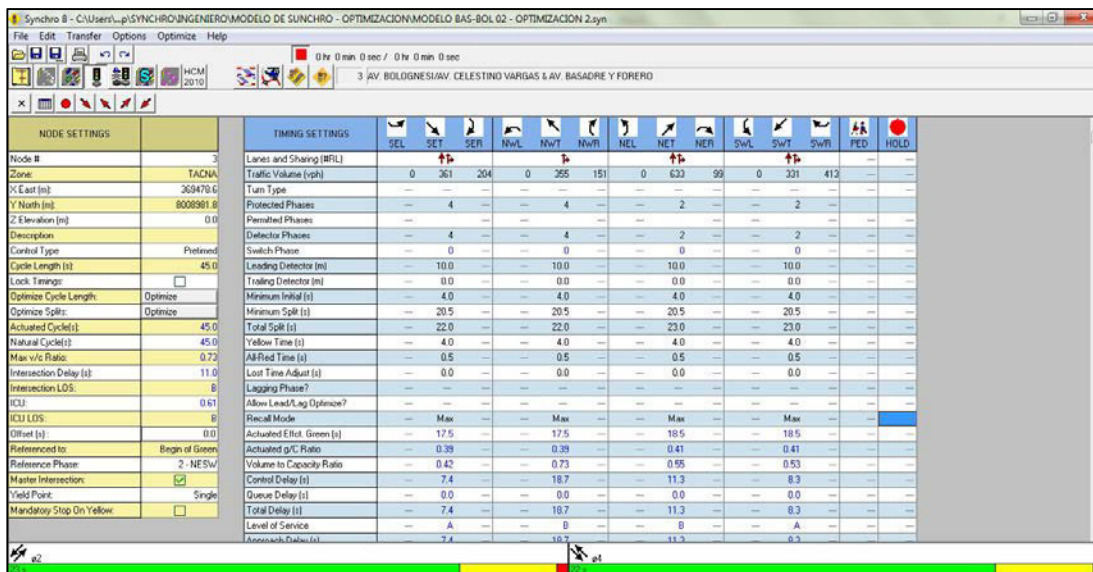 Synchro 8 - C:\Users\...p\SYNCHRO\INGENIERO\MODELO DE SUNCHRO - OPTIMIZACION\MODELO BAS-BOL 02 - OPTIMIZACION 2.syn
File Edit Transfer Options Optimize Help
0 hr 0 min 0 sec / 0 hr 0 min 0 sec
HCM 2010
3 AV. BOLOGNESI/AV. CELESTINO VARGAS & AV. BASADRE Y FORERO
NODE SETTINGS
Node # 3
Zone: TACNA
X East (m): 369478.6
Y North (m): 8008981.8
Z Elevation (m): 0.0
Description
Control Type Pretimed
Cycle Length (s): 45.0
Lock Timings:
Optimize Cycle Length: Optimize
Optimize Splits: Optimize
Actuated Cycle(s): 45.0
Natural Cycle(s): 45.0
Max v/c Ratio: 0.73
Intersection Delay (s): 11.0
Intersection LOS: B
ICU: 0.61
ICU LOS: B
Offset (s) : 0.0
Referenced to: Begin of Green
Reference Phase: 2 - NESW
Master Intersection:
Yield Point: Single
Mandatory Stop On Yellow:
TIMING SETTINGS SEL SET SER NWL NWT NWR NEL NET NER SWL SWT SWR PED HOLD
Lanes and Sharing (#RL) — —
Traffic Volume (vph) 0 361 204 0 355 151 0 633 99 0 331 413 — —
Turn Type — — — — — — — — — —
Protected Phases — 4 — — 4 — — 2 — — 2 — — —
Permitted Phases — — — — — — — — — —
Detector Phases — 4 — — 4 — — 2 — — 2 — — —
Switch Phase — 0 — — 0 — — 0 — — 0 — — —
Leading Detector (m) — 10.0 — — 10.0 — — 10.0 — — 10.0 — — —
Trailing Detector (m) — 0.0 — — 0.0 — — 0.0 — — 0.0 — — —
Minimum Initial (s) — 4.0 — — 4.0 — — 4.0 — — 4.0 — — —
Minimum Split (s) — 20.5 — — 20.5 — — 20.5 — — 20.5 — — —
Total Split (s) — 22.0 — — 22.0 — — 23.0 — — 23.0 — — —
Yellow Time (s) — 4.0 — — 4.0 — — 4.0 — — 4.0 — — —
All-Red Time (s) — 0.5 — — 0.5 — — 0.5 — — 0.5 — — —
Lost Time Adjust (s) — 0.0 — — 0.0 — — 0.0 — — 0.0 — — —
Lagging Phase? — — — — — — — — — — — — — —
Allow Lead/Lag Optimize? — — — — — — — — — — — — — —
Recall Mode — Max — — Max — — Max — — Max — —
Actuated Effct. Green (s) — 17.5 — — 17.5 — — 18.5 — — 18.5 — — —
Actuated g/C Ratio — 0.39 — — 0.39 — — 0.41 — — 0.41 — — —
Volume to Capacity Ratio — 0.42 — — 0.73 — — 0.55 — — 0.53 — — —
Control Delay (s) — 7.4 — — 18.7 — — 11.3 — — 8.3 — — —
Queue Delay (s) — 0.0 — — 0.0 — — 0.0 — — 0.0 — — —
Total Delay (s) — 7.4 — — 18.7 — — 11.3 — — 8.3 — — —
Level of Service — A — — B — — B — — A — — —
Approach Delay (s) — 7.4 — — 18.7 — — 11.3 — — 8.3 — — —
ø2 ø4
23 s 22 s